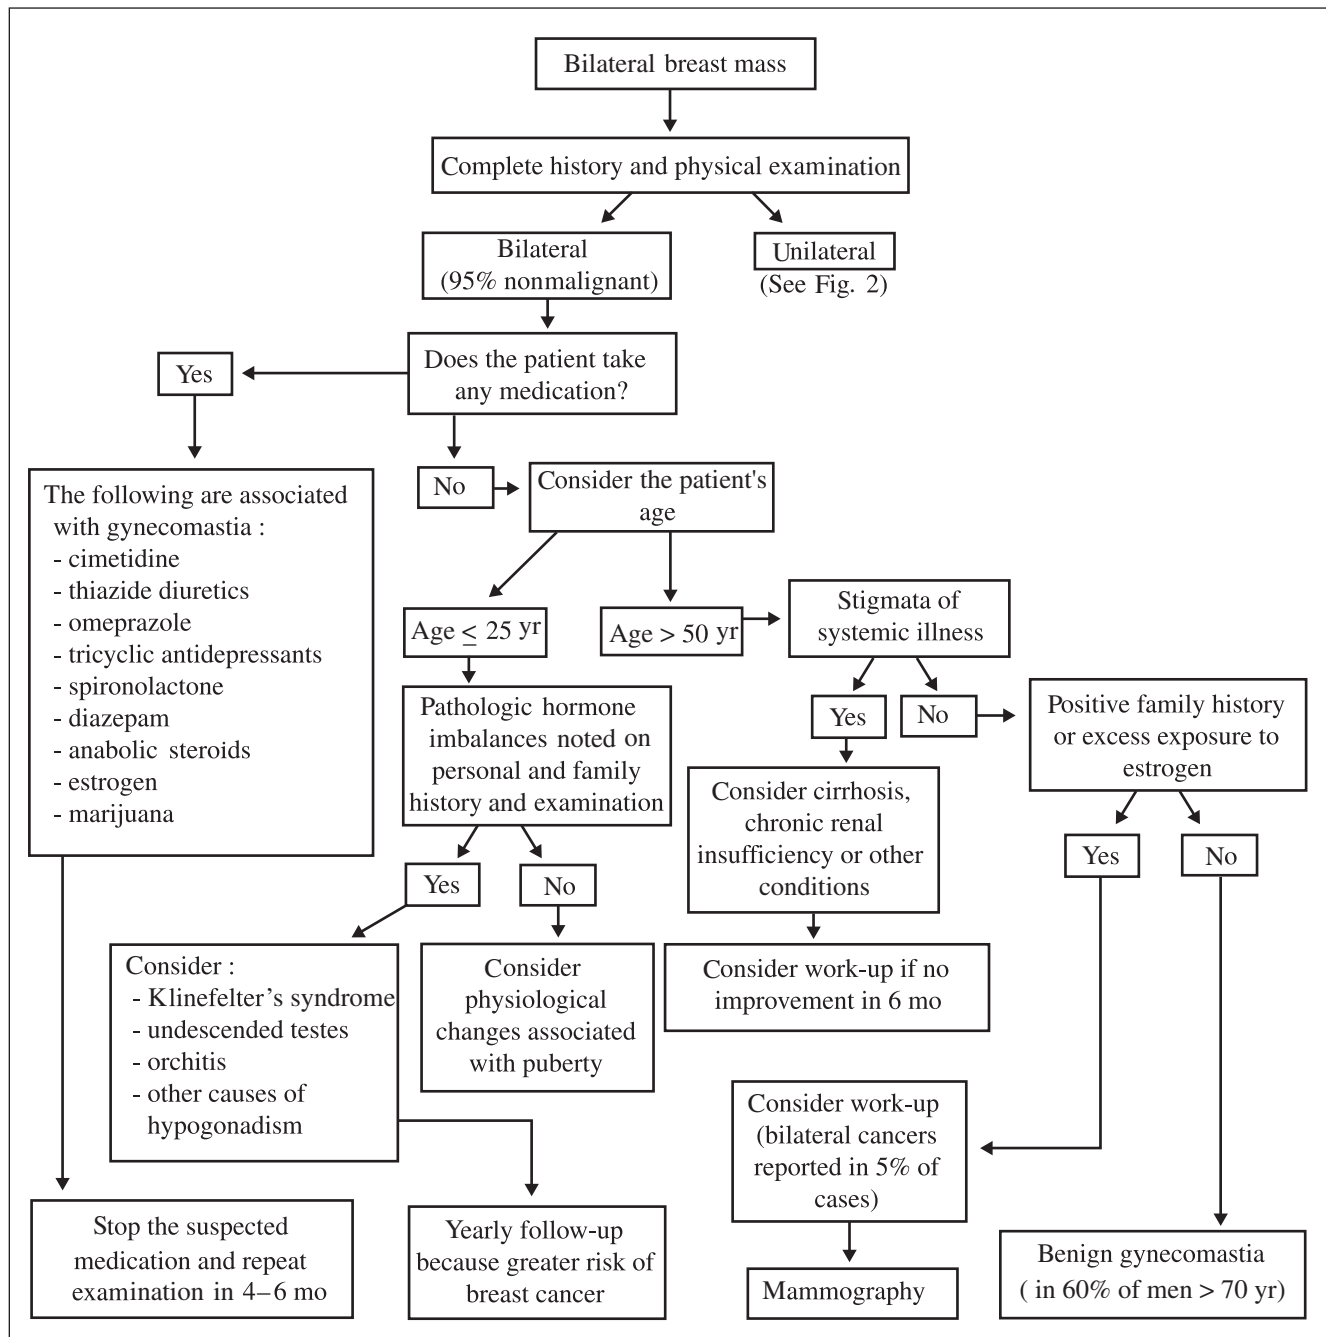 Bilateral breast mass
Complete history and physical examination
Bilateral
(95% nonmalignant)
Unilateral
(See Fig. 2)
Does the patient take
any medication?
Yes
No
Consider the patient's
age
The following are associated
with gynecomastia :
- cimetidine
- thiazide diuretics
- omeprazole
- tricyclic antidepressants
- spironolactone
- diazepam
- anabolic steroids
- estrogen
- marijuana
Age ≤ 25 yr
Age > 50 yr
Stigmata of
systemic illness
Pathologic hormone
imbalances noted on
personal and family
history and examination
Yes
No
Positive family history
or excess exposure to
estrogen
Consider cirrhosis,
chronic renal
insufficiency or other
conditions
Yes
No
Yes
No
Consider :
- Klinefelter’s syndrome
- undescended testes
- orchitis
- other causes of
hypogonadism
Consider
physiological
changes associated
with puberty
Consider work-up if no
improvement in 6 mo
Consider work-up
(bilateral cancers
reported in 5% of
cases)
Stop the suspected
medication and repeat
examination in 4–6 mo
Yearly follow-up
because greater risk of
breast cancer
Mammography
Benign gynecomastia
( in 60% of men > 70 yr)